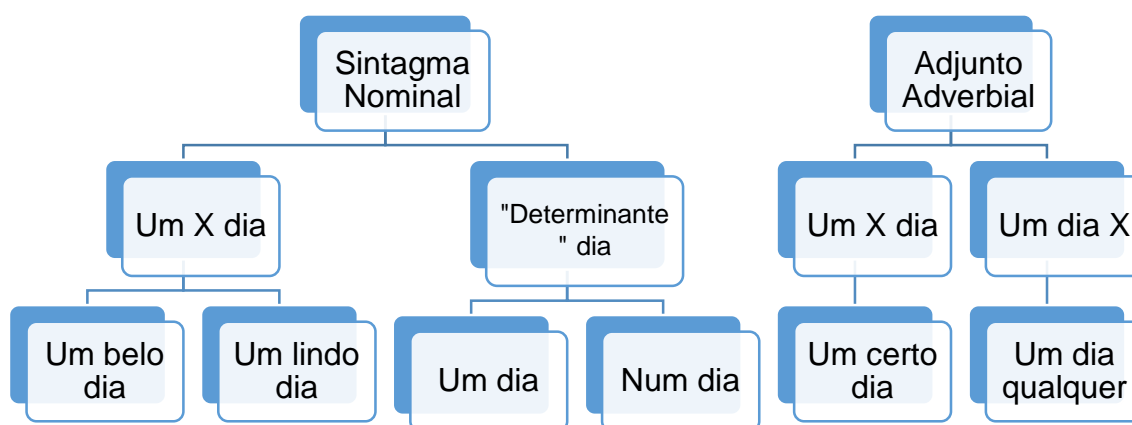 Sintagma
Nominal
Adjunto
Adverbial
Um X dia
"Determinante
" dia
Um X dia
Um dia X
Um belo
dia
Um lindo
dia
Um dia
Num dia
Um certo
dia
Um dia
qualquer